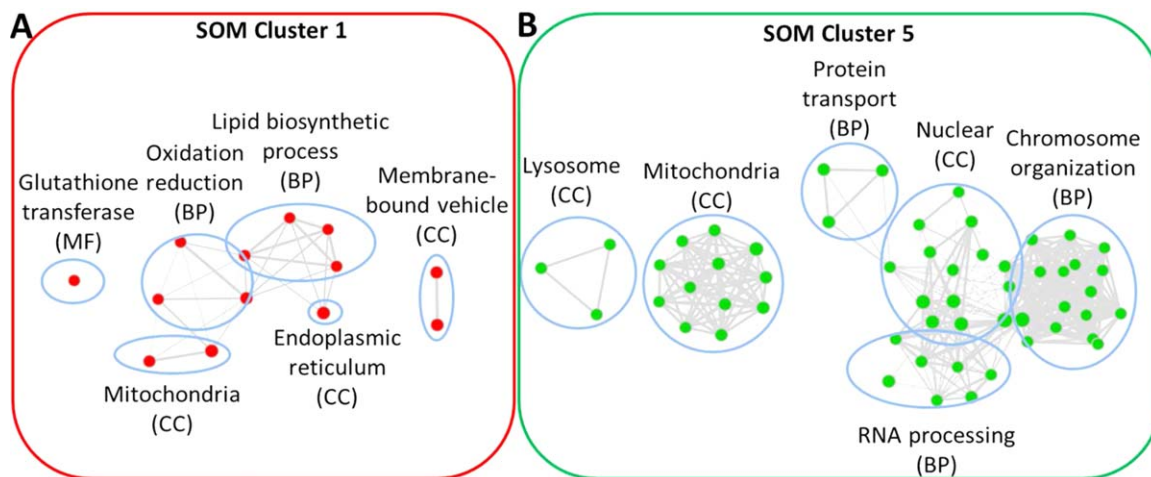 A
SOM Cluster 1
Lipid biosynthetic
process
(BP)
Oxidation
reduction
(BP)
Glutathione
transferase
(MF)
Membrane-
bound vehicle
(CC)
Endoplasmic
reticulum
(CC)
Mitochondria
(CC)
B
SOM Cluster 5
Protein
transport
(BP)
Nuclear
(CC)
Chromosome
organization
(BP)
Lysosome
(CC)
Mitochondria
(CC)
RNA processing
(BP)